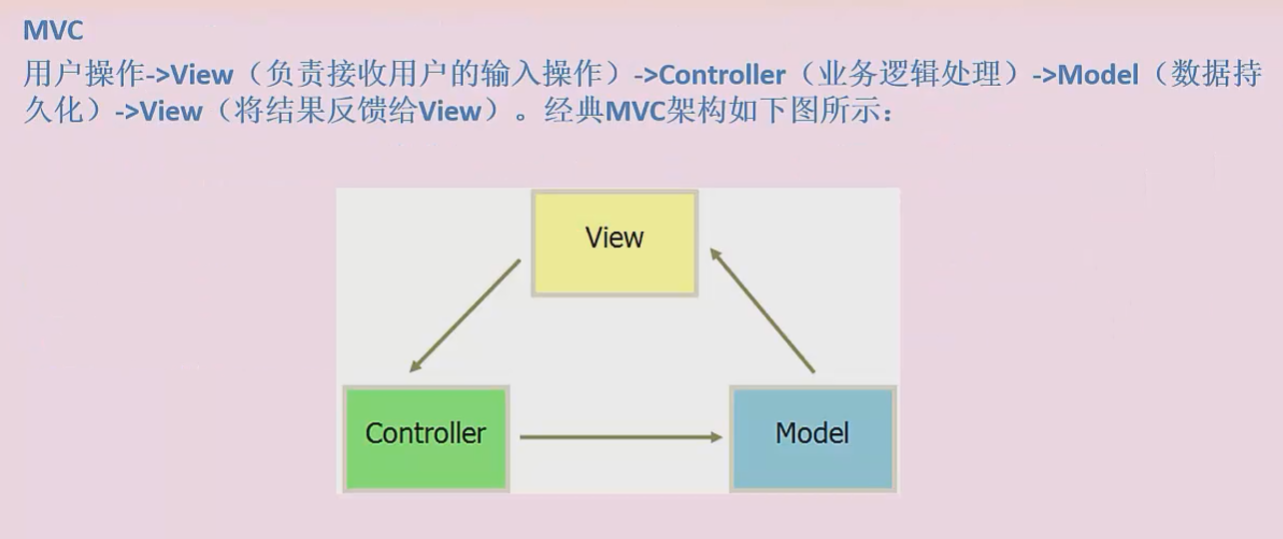 MVC
用户操作->View（负责接收用户的输入操作）->Controller（业务逻辑处理）->Model（数据持
久化）->View（将结果反馈给View）。经典MVC架构如下图所示：
View
Controller
Model